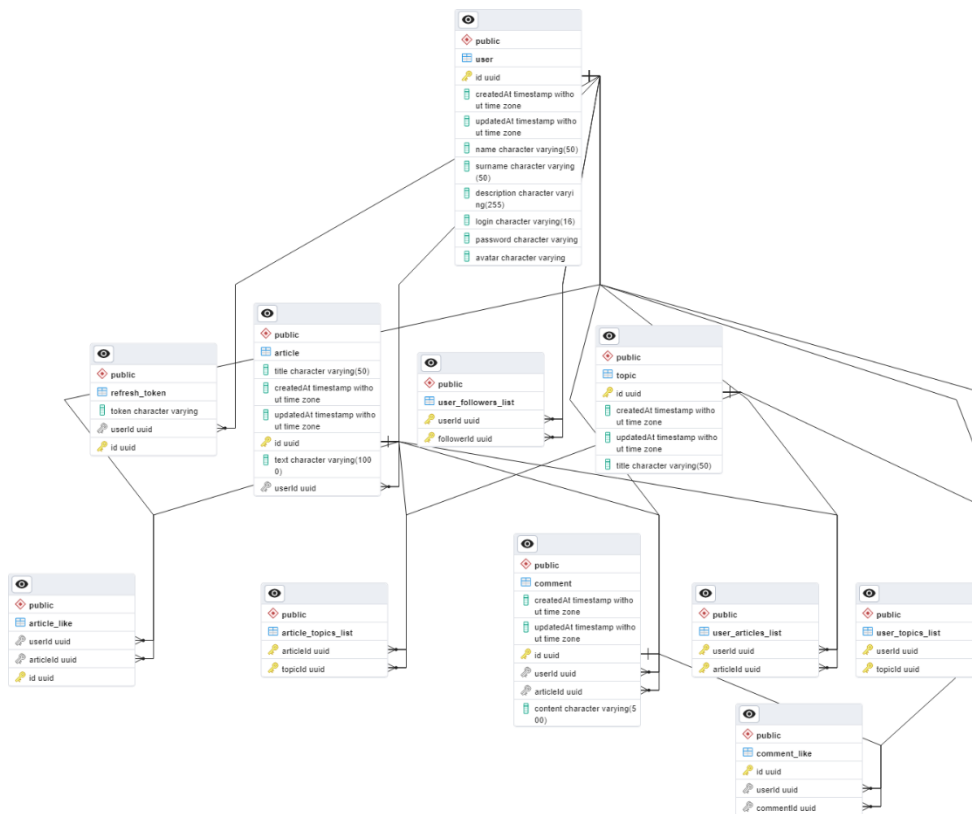 public
user
id uuid
createdAt timestamp witho
ut time zone
updatedAt timestamp with
out time zone
name character varying(50)
surname character varying
(50)
description character varyi
ng(255)
login character varying(16)
password character varying
avatar character varying
public
article
title character varying(50)
createdAt timestamp witho
ut time zone
updatedAt timestamp with
out time zone
id uuid
text character varying(100
0)
userId uuid
public
topic
id uuid
createdAt timestamp witho
ut time zone
updatedAt timestamp with
out time zone
title character varying(50)
public
refresh_token
token character varying
userId uuid
id uuid
public
user_followers_list
userId uuid
followerId uuid
public
comment
createdAt timestamp witho
ut time zone
updatedAt timestamp with
out time zone
id uuid
userId uuid
articleId uuid
content character varying(5
00)
public
article_like
userId uuid
articleId uuid
id uuid
public
article_topics_list
articleId uuid
topicId uuid
public
user_articles_list
userId uuid
articleId uuid
public
user_topics_list
userId uuid
topicId uuid
public
comment_like
id uuid
userId uuid
commentId uuid